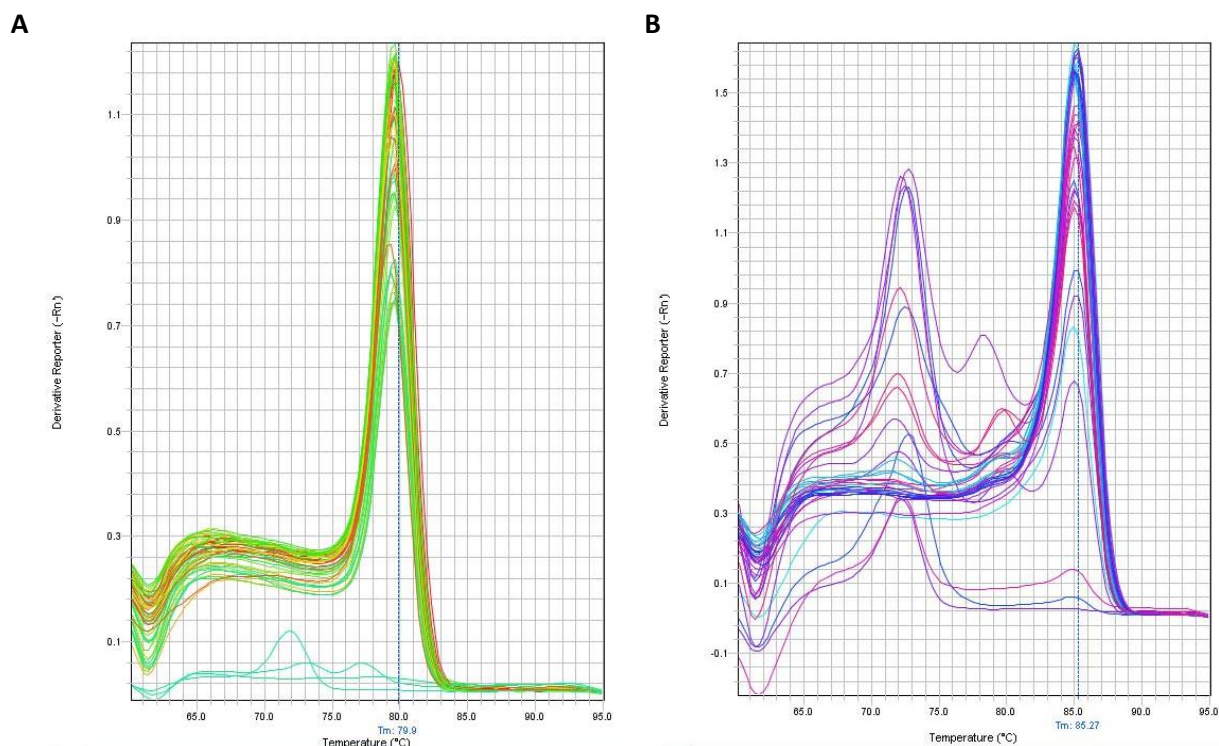 A
B
Derivative Reporter (-Rn')
1.1
0.9
0.7
0.5
0.3
0.1
65.0 70.0 75.0 80.0 85.0 90.0 95.0
Tm: 79.9
Temperature (°C)
Derivative Reporter (-Rn')
1.5
1.3
1.1
0.9
0.7
0.5
0.3
0.1
-0.1
65.0 70.0 75.0 80.0 85.0 90.0 95.0
Tm: 85.27
Temperature (°C)